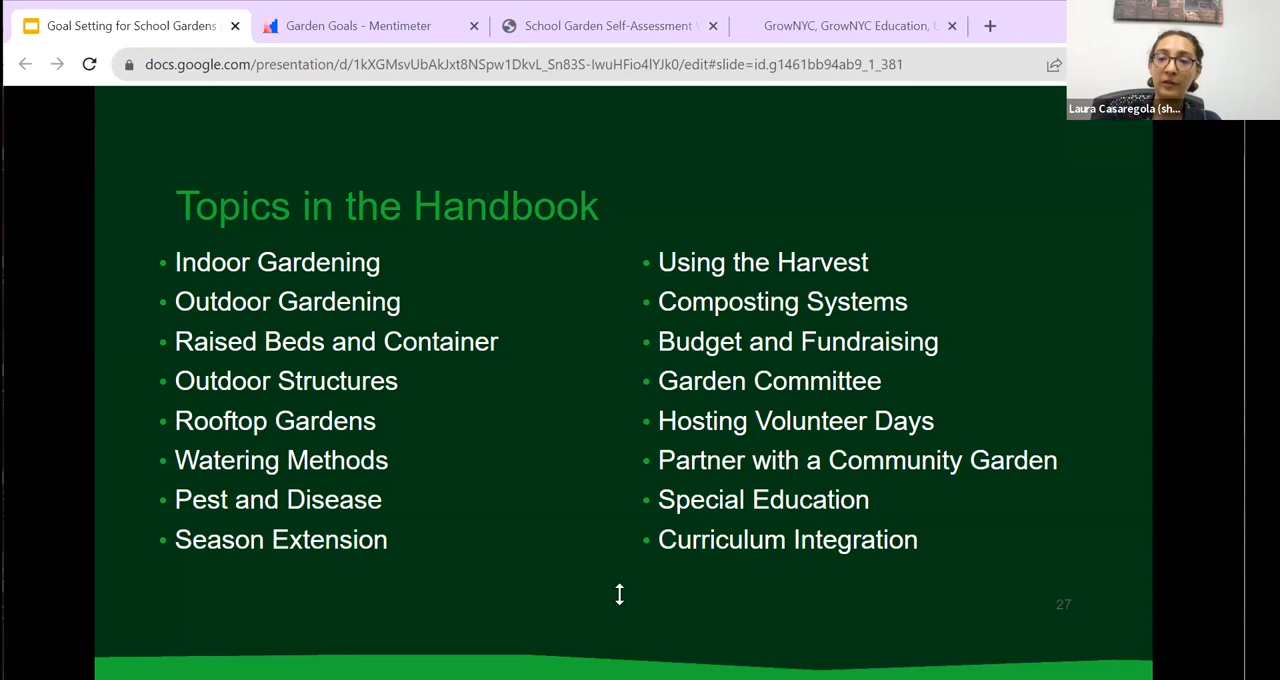 Goal Setting for School Gardens
Garden Goals - Mentimeter
School Garden Self-Assessment
GrowNYC, GrowNYC Education,
docs.google.com/presentation/d/1kXGMsvUbAkJxt8NSpw1DkvL_Sn83S-IwuHFio4lYJk0/edit#slide=id.g1461bb94ab9_1_381
Laura Casaregola (sh...
Topics in the Handbook
• Indoor Gardening
• Outdoor Gardening
• Raised Beds and Container
• Outdoor Structures
• Rooftop Gardens
• Watering Methods
• Pest and Disease
• Season Extension
• Using the Harvest
• Composting Systems
• Budget and Fundraising
• Garden Committee
• Hosting Volunteer Days
• Partner with a Community Garden
• Special Education
• Curriculum Integration
27